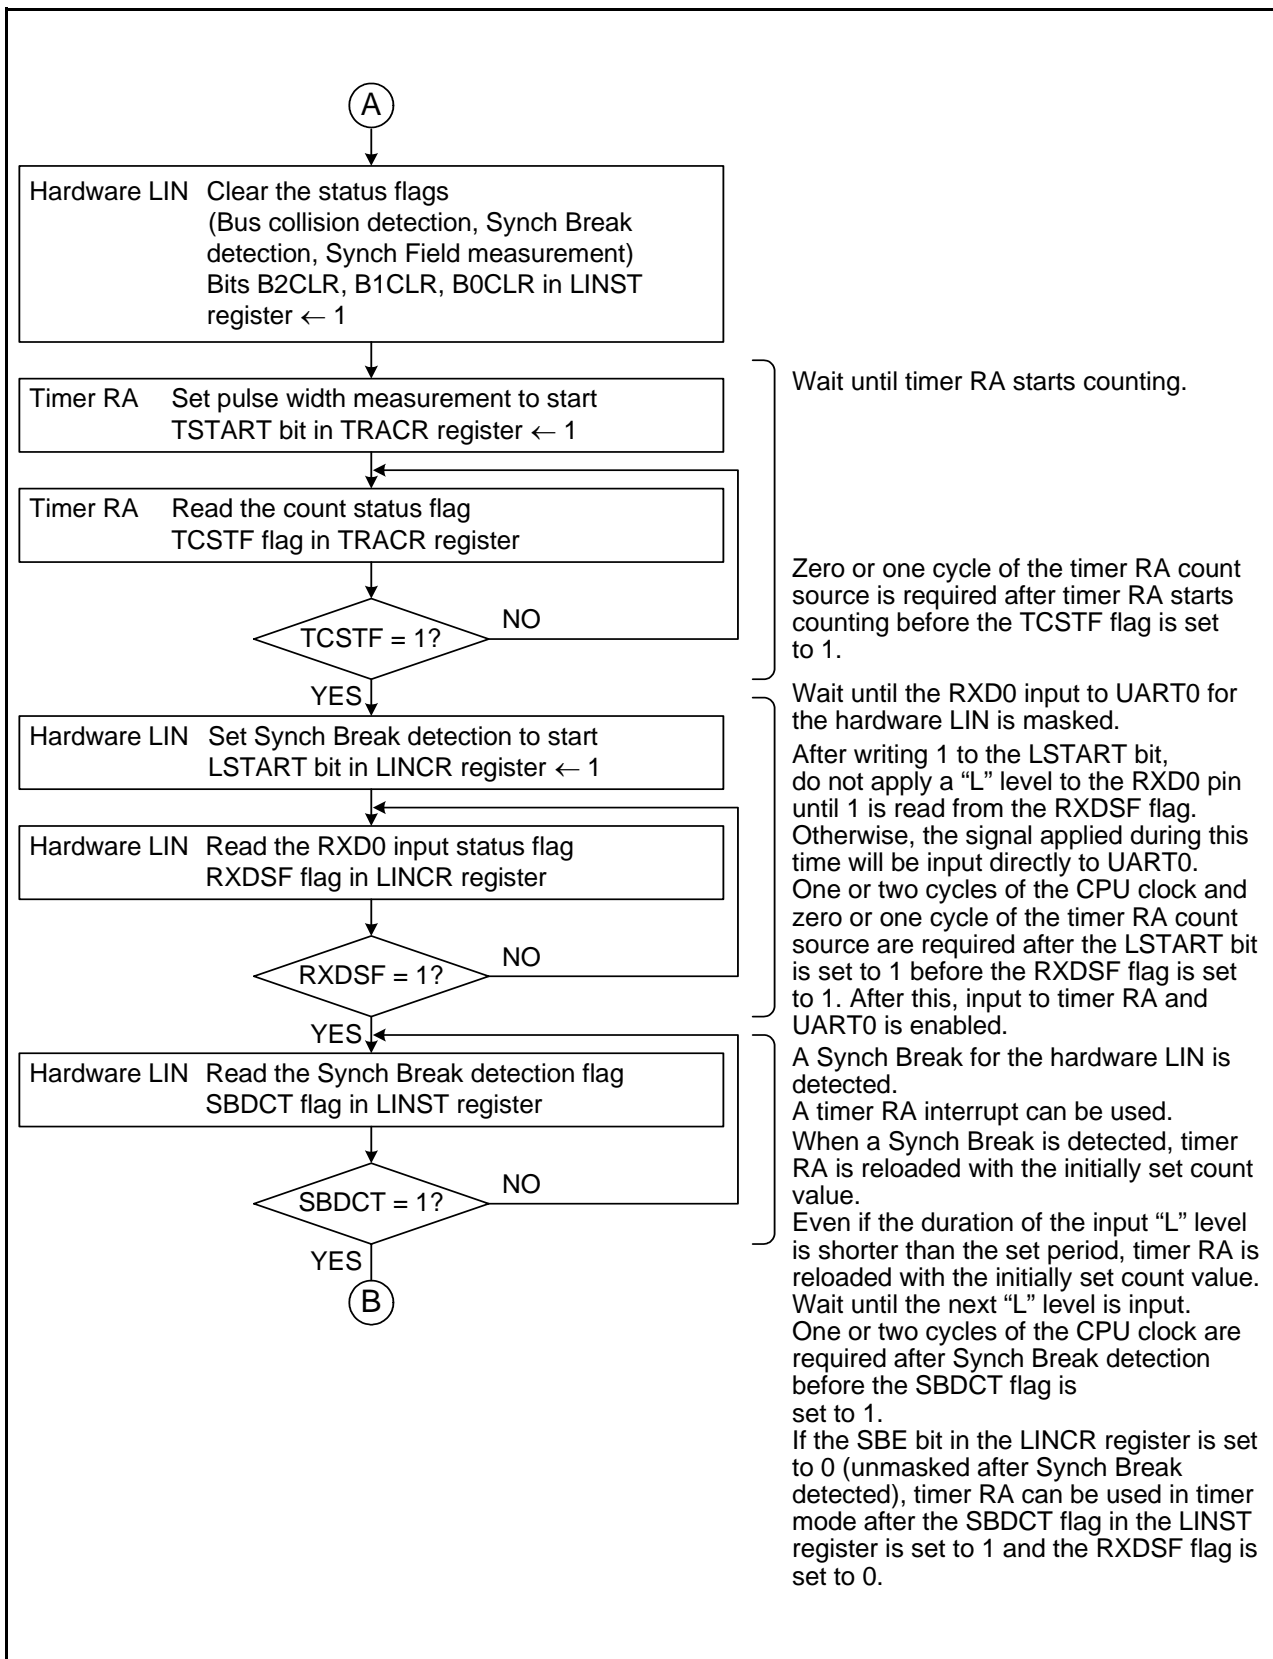 A
Hardware LIN Clear the status flags
(Bus collision detection, Synch Break
detection, Synch Field measurement)
Bits B2CLR, B1CLR, B0CLR in LINST
register ← 1
Timer RA Set pulse width measurement to start
TSTART bit in TRACR register ← 1
Wait until timer RA starts counting.
Timer RA Read the count status flag
TCSTF flag in TRACR register
TCSTF = 1?
NO
YES
Zero or one cycle of the timer RA count
source is required after timer RA starts
counting before the TCSTF flag is set
to 1.
Hardware LIN Set Synch Break detection to start
LSTART bit in LINCR register ← 1
Hardware LIN Read the RXD0 input status flag
RXDSF flag in LINCR register
RXDSF = 1?
NO
YES
Wait until the RXD0 input to UART0 for
the hardware LIN is masked.
After writing 1 to the LSTART bit,
do not apply a “L” level to the RXD0 pin
until 1 is read from the RXDSF flag.
Otherwise, the signal applied during this
time will be input directly to UART0.
One or two cycles of the CPU clock and
zero or one cycle of the timer RA count
source are required after the LSTART bit
is set to 1 before the RXDSF flag is set
to 1. After this, input to timer RA and
UART0 is enabled.
Hardware LIN Read the Synch Break detection flag
SBDCT flag in LINST register
SBDCT = 1?
NO
YES
B
A Synch Break for the hardware LIN is
detected.
A timer RA interrupt can be used.
When a Synch Break is detected, timer
RA is reloaded with the initially set count
value.
Even if the duration of the input “L” level
is shorter than the set period, timer RA is
reloaded with the initially set count value.
Wait until the next “L” level is input.
One or two cycles of the CPU clock are
required after Synch Break detection
before the SBDCT flag is
set to 1.
If the SBE bit in the LINCR register is set
to 0 (unmasked after Synch Break
detected), timer RA can be used in timer
mode after the SBDCT flag in the LINST
register is set to 1 and the RXDSF flag is
set to 0.